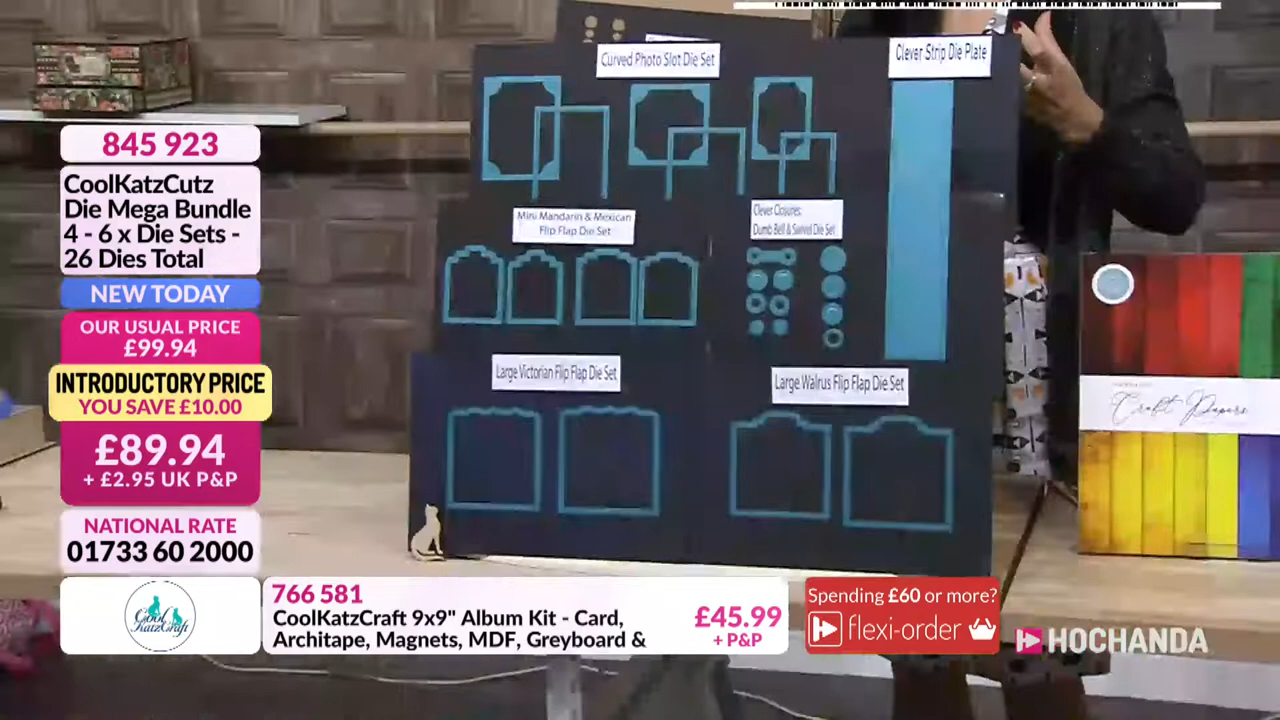 Curved Photo Slot Die Set
Clever Strip Die Plate
Mini Mandarin & Mexican
Flip Flap Die Set
Clever Closures:
Dumb Bell & Swivel Die Set
Large Victorian Flip Flap Die Set
Large Walrus Flip Flap Die Set
Craft Papers
845 923
CoolKatzCutz
Die Mega Bundle
4 - 6 x Die Sets -
26 Dies Total
NEW TODAY
OUR USUAL PRICE
£99.94
INTRODUCTORY PRICE
YOU SAVE £10.00
£89.94
+ £2.95 UK P&P
NATIONAL RATE
01733 60 2000
Cool
KatzCraft
766 581
CoolKatzCraft 9x9" Album Kit - Card,
Architape, Magnets, MDF, Greyboard &
£45.99
+ P&P
Spending £60 or more?
flexi-order
HOCHANDA